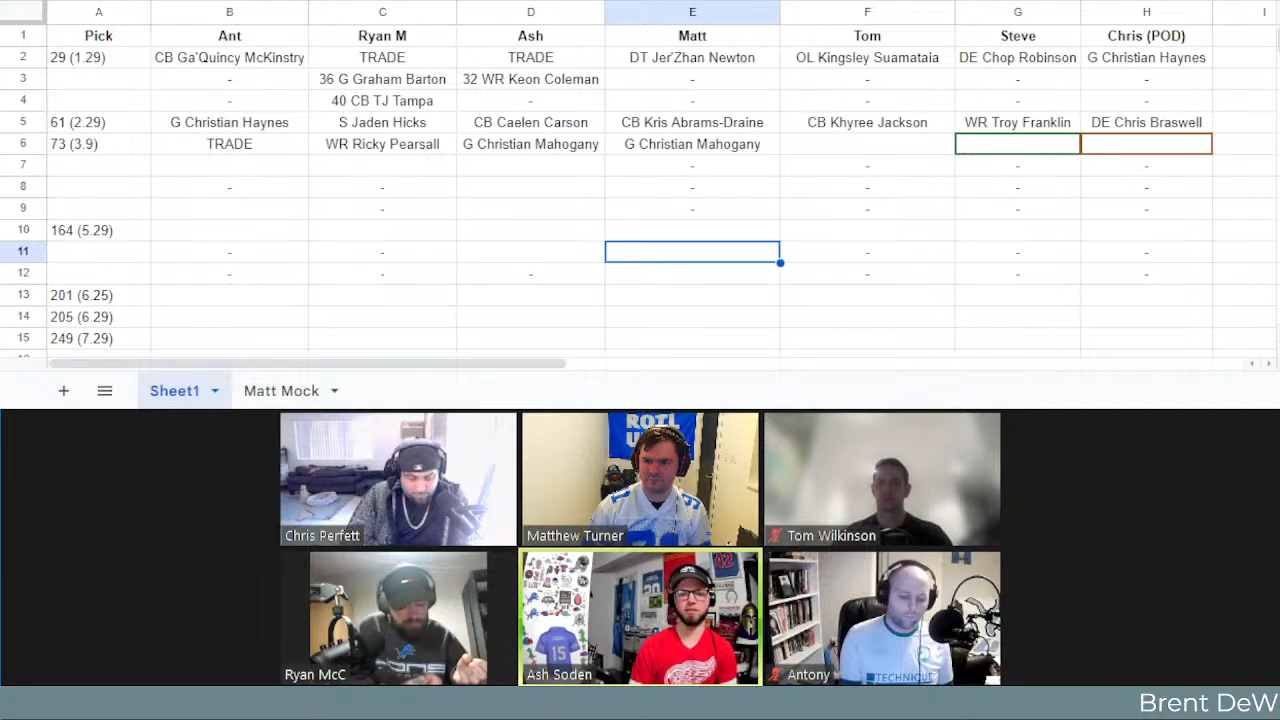 A B C D E F G H I
1 Pick Ant Ryan M Ash Matt Tom Steve Chris (POD)
2 29 (1.29) CB Ga'Quincy McKinstry TRADE TRADE DT Jer'Zhan Newton OL Kingsley Suamataia DE Chop Robinson G Christian Haynes
3 - 36 G Graham Barton 32 WR Keon Coleman - - - -
4 - 40 CB TJ Tampa - - - - -
5 61 (2.29) G Christian Haynes S Jaden Hicks CB Caelen Carson CB Kris Abrams-Draine CB Khyree Jackson WR Troy Franklin DE Chris Braswell
6 73 (3.9) TRADE WR Ricky Pearsall G Christian Mahogany G Christian Mahogany
7 - - - -
8 - - - - - -
9 - - - - -
10 164 (5.29)
11 - - - - -
12 - - - - - -
13 201 (6.25)
14 205 (6.29)
15 249 (7.29)
+ Sheet1 Matt Mock
ROTL
U
Chris Perfett Matthew Turner Tom Wilkinson
42
15
TECHNIQUE
Ryan McC Ash Soden Antony
Brent DeW